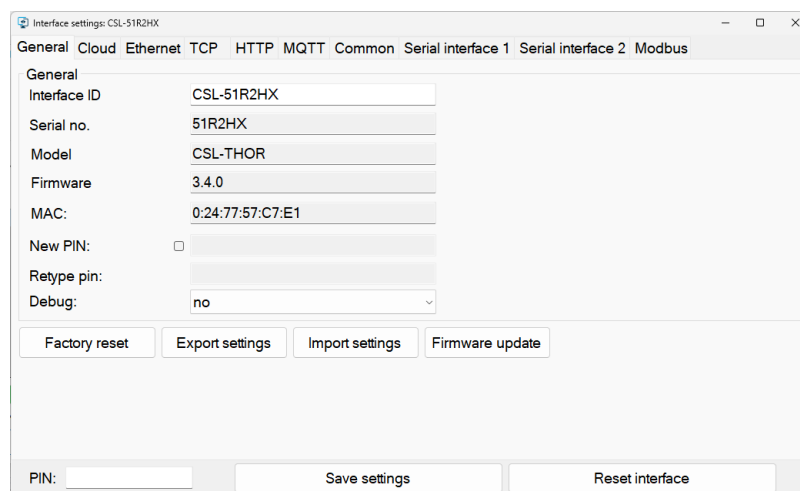 Interface settings: CSL-51R2HX
General Cloud Ethernet TCP HTTP MQTT Common Serial interface 1 Serial interface 2 Modbus
General
Interface ID CSL-51R2HX
Serial no. 51R2HX
Model CSL-THOR
Firmware 3.4.0
MAC: 0:24:77:57:C7:E1
New PIN:
Retype pin:
Debug: no
Factory reset Export settings Import settings Firmware update
PIN: Save settings Reset interface